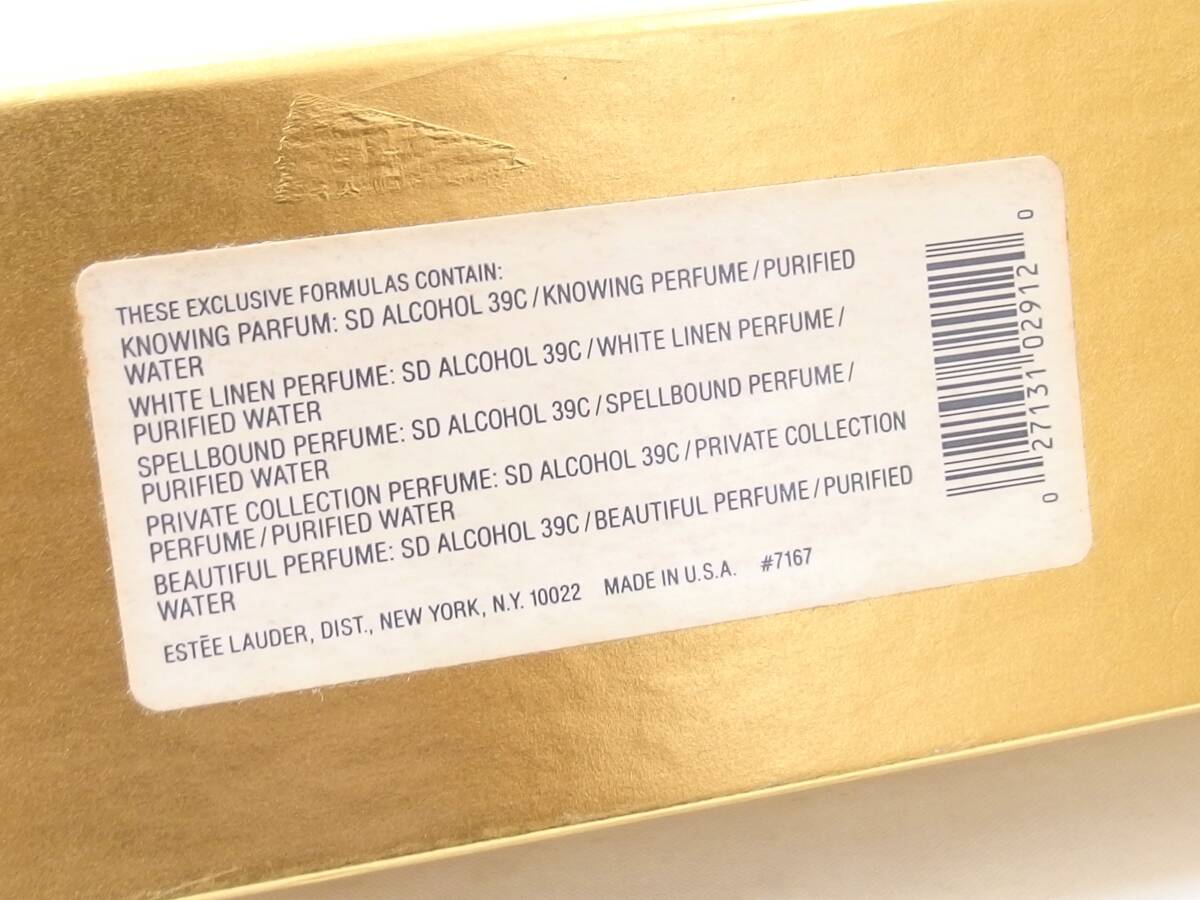 THESE EXCLUSIVE FORMULAS CONTAIN:
KNOWING PARFUM: SD ALCOHOL 39C/KNOWING PERFUME/PURIFIED
WATER
WHITE LINEN PERFUME: SD ALCOHOL 39C/WHITE LINEN PERFUME/
PURIFIED WATER
SPELLBOUND PERFUME: SD ALCOHOL 39C/SPELLBOUND PERFUME/
PURIFIED WATER
PRIVATE COLLECTION PERFUME: SD ALCOHOL 39C/PRIVATE COLLECTION
PERFUME/PURIFIED WATER
BEAUTIFUL PERFUME: SD ALCOHOL 39C/BEAUTIFUL PERFUME/PURIFIED
WATER
ESTĒE LAUDER, DIST., NEW YORK, N.Y. 10022 MADE IN U.S.A. #7167
0 27131 02912 0